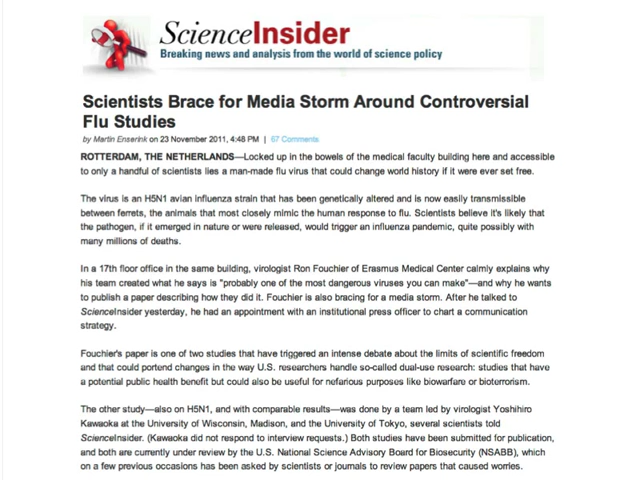 ScienceInsider
Breaking news and analysis from the world of science policy
Scientists Brace for Media Storm Around Controversial
Flu Studies
by Martin Enserink on 23 November 2011, 4:48 PM | 67 Comments
ROTTERDAM, THE NETHERLANDS—Locked up in the bowels of the medical faculty building here and accessible
to only a handful of scientists lies a man-made flu virus that could change world history if it were ever set free.
The virus is an H5N1 avian influenza strain that has been genetically altered and is now easily transmissible
between ferrets, the animals that most closely mimic the human response to flu. Scientists believe it's likely that
the pathogen, if it emerged in nature or were released, would trigger an influenza pandemic, quite possibly with
many millions of deaths.
In a 17th floor office in the same building, virologist Ron Fouchier of Erasmus Medical Center calmly explains why
his team created what he says is "probably one of the most dangerous viruses you can make"—and why he wants
to publish a paper describing how they did it. Fouchier is also bracing for a media storm. After he talked to
ScienceInsider yesterday, he had an appointment with an institutional press officer to chart a communication
strategy.
Fouchier's paper is one of two studies that have triggered an intense debate about the limits of scientific freedom
and that could portend changes in the way U.S. researchers handle so-called dual-use research: studies that have
a potential public health benefit but could also be useful for nefarious purposes like biowarfare or bioterrorism.
The other study—also on H5N1, and with comparable results—was done by a team led by virologist Yoshihiro
Kawaoka at the University of Wisconsin, Madison, and the University of Tokyo, several scientists told
ScienceInsider. (Kawaoka did not respond to interview requests.) Both studies have been submitted for publication,
and both are currently under review by the U.S. National Science Advisory Board for Biosecurity (NSABB), which
on a few previous occasions has been asked by scientists or journals to review papers that caused worries.